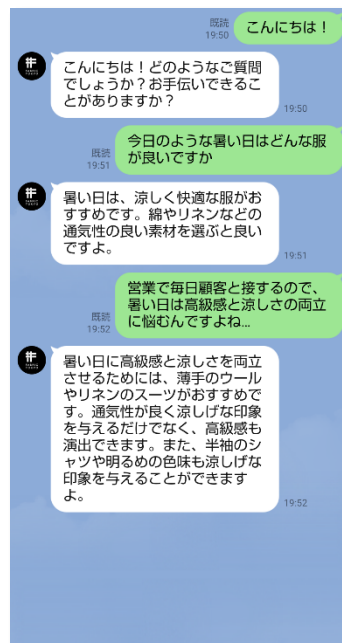 既読
19:50
こんにちは！
こんにちは！どのようなご質問
でしょうか？お手伝いできるこ
とがありますか？
19:50
今日のような暑い日はどんな服
が良いですか
既読
19:51
暑い日は、涼しく快適な服がお
すすめです。綿やリネンなどの
通気性の良い素材を選ぶと良い
ですよ。
19:51
営業で毎日顧客と接するので、
暑い日は高級感と涼しさの両立
に悩むんですよね...
既読
19:52
暑い日に高級感と涼しさを両立
させるためには、薄手のウール
やリネンのスーツがおすすめで
す。通気性が良く涼しげな印象
を与えるだけでなく、高級感も
演出できます。また、半袖のシ
ャツや明るめの色味も涼しげな
印象を与えることができます
よ。
19:52